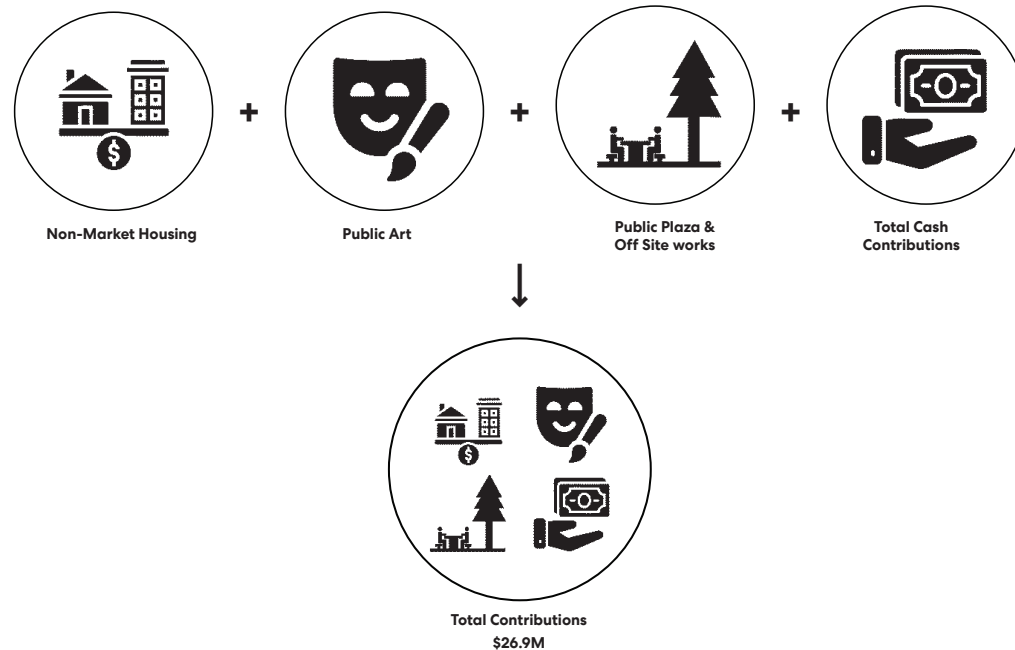 +
+
+
Non-Market Housing
Public Art
Public Plaza &
Off Site works
Total Cash
Contributions
$
$
Total Contributions
$26.9M